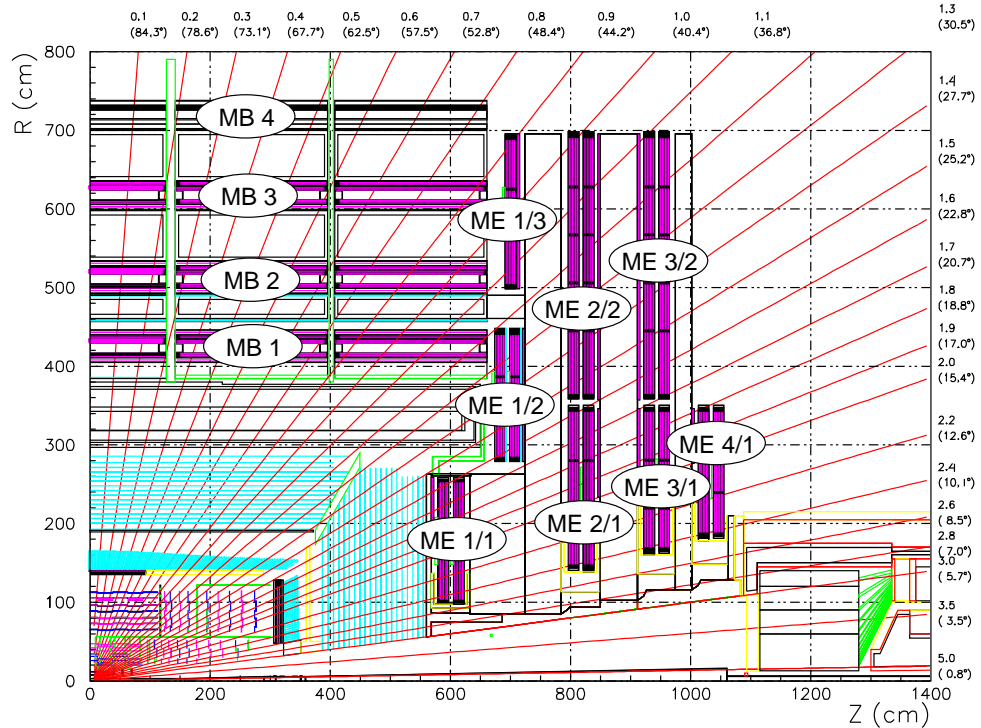 0.1 0.2 0.3 0.4 0.5 0.6 0.7 0.8 0.9 1.0 1.1 1.3
(84.3°) (78.6°) (73.1°) (67.7°) (62.5°) (57.5°) (52.8°) (48.4°) (44.2°) (40.4°) (36.8°) (30.5°)
R (cm)
800
700
600
500
400
300
200
100
0
MB 4
MB 3
MB 2
MB 1
ME 1/3
ME 3/2
ME 2/2
ME 1/2
ME 4/1
ME 3/1
ME 2/1
ME 1/1
1.4
(27.7°)
1.5
(25.2°)
1.6
(22.8°)
1.7
(20.7°)
1.8
(18.8°)
1.9
(17.0°)
2.0
(15.4°)
2.2
(12.6°)
2.4
(10.1°)
2.6
( 8.5°)
2.8
(7.0°)
3.0
( 5.7°)
3.5
( 3.5°)
5.0
( 0.8°)
0 200 400 600 800 1000 1200 1400
Z (cm)